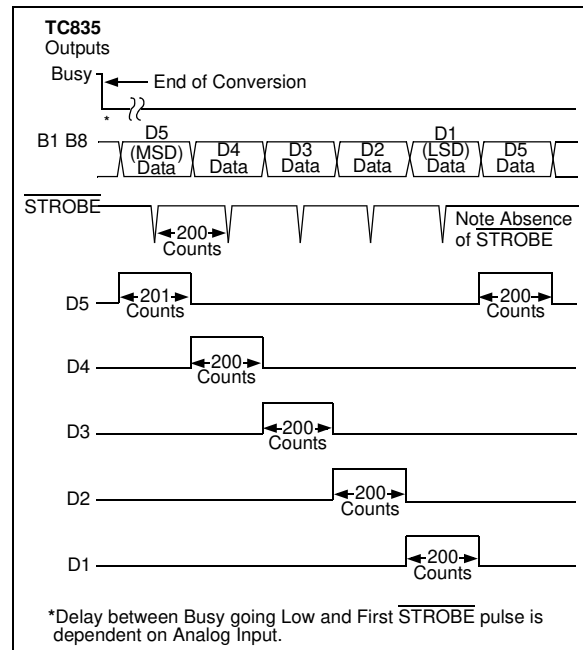 TC835
Outputs
Busy
End of Conversion
*
B1 B8
D5
(MSD)
Data
D4
Data
D3
Data
D2
Data
D1
(LSD)
Data
D5
Data
STROBE
200
Counts
Note Absence
of STROBE
D5
201
Counts
200
Counts
D4
200
Counts
D3
200
Counts
D2
200
Counts
D1
200
Counts
*Delay between Busy going Low and First STROBE pulse is
dependent on Analog Input.